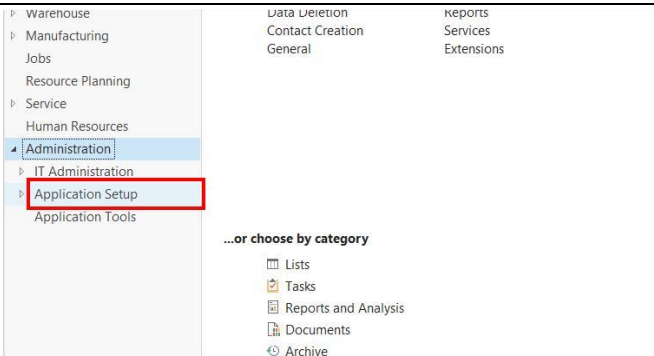 Warehouse
Manufacturing
Jobs
Resource Planning
Service
Human Resources
Administration
IT Administration
Application Setup
Application Tools
Data Deletion
Contact Creation
General
Reports
Services
Extensions
...or choose by category
Lists
Tasks
Reports and Analysis
Documents
Archive